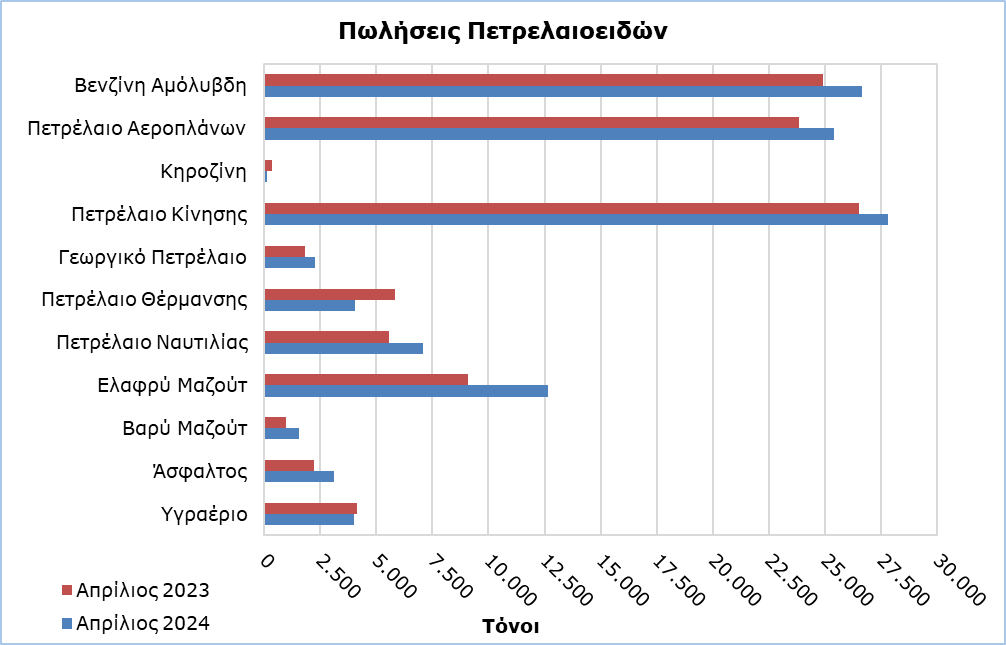 Πωλήσεις Πετρελαιοειδών
Βενζίνη Αμόλυβδη
Πετρέλαιο Αεροπλάνων
Κηροζίνη
Πετρέλαιο Κίνησης
Γεωργικό Πετρέλαιο
Πετρέλαιο Θέρμανσης
Πετρέλαιο Ναυτιλίας
Ελαφρύ Μαζούτ
Βαρύ Μαζούτ
Άσφαλτος
Υγραέριο
0 2.500 5.000 7.500 10.000 12.500 15.000 17.500 20.000 22.500 25.000 27.500 30.000
Τόνοι
Απρίλιος 2023
Απρίλιος 2024